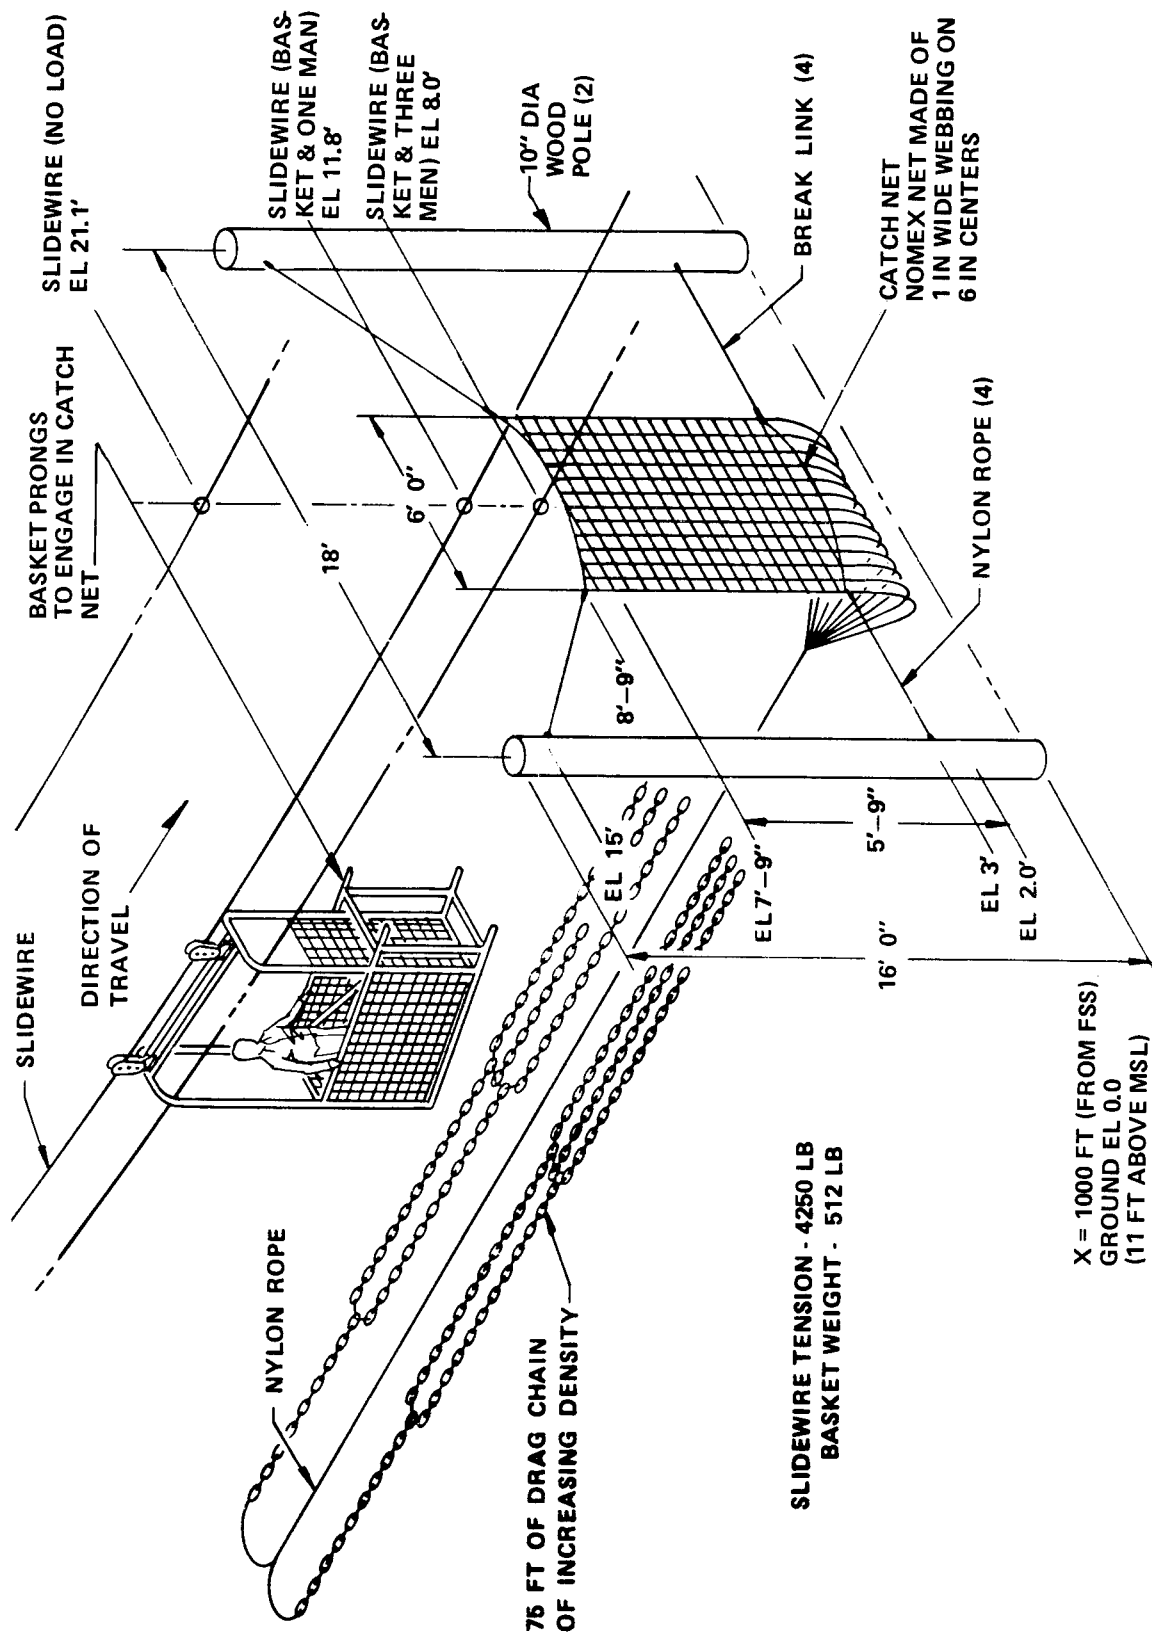 SLIDEWIRE
DIRECTION OF
TRAVEL
BASKET PRONGS
TO ENGAGE IN CATCH
NET
SLIDEWIRE (NO LOAD)
EL 21.1'
SLIDEWIRE (BAS-
KET & ONE MAN)
EL 11.8'
SLIDEWIRE (BAS-
KET & THREE
MEN) EL 8.0'
10" DIA
WOOD
POLE (2)
18'
6' 0"
BREAK LINK (4)
CATCH NET
NOMEX NET MADE OF
1 IN WIDE WEBBING ON
6 IN CENTERS
NYLON ROPE (4)
8'–9"
EL 15'
EL 7'–9"
5'–9"
EL 3'
EL 2.0'
16' 0"
NYLON ROPE
75 FT OF DRAG CHAIN
OF INCREASING DENSITY
SLIDEWIRE TENSION - 4250 LB
BASKET WEIGHT - 512 LB
X = 1000 FT (FROM FSS)
GROUND EL 0.0
(11 FT ABOVE MSL)